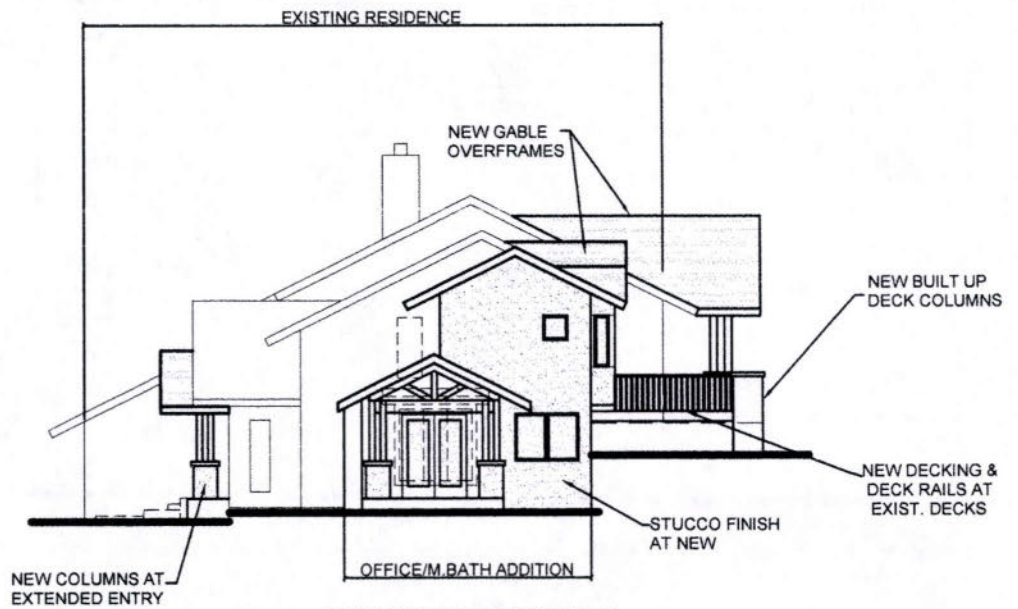 EXISTING RESIDENCE
NEW GABLE
OVERFRAMES
NEW BUILT UP
DECK COLUMNS
NEW DECKING &
DECK RAILS AT
EXIST. DECKS
STUCCO FINISH
AT NEW
OFFICE/M.BATH ADDITION
NEW COLUMNS AT
EXTENDED ENTRY